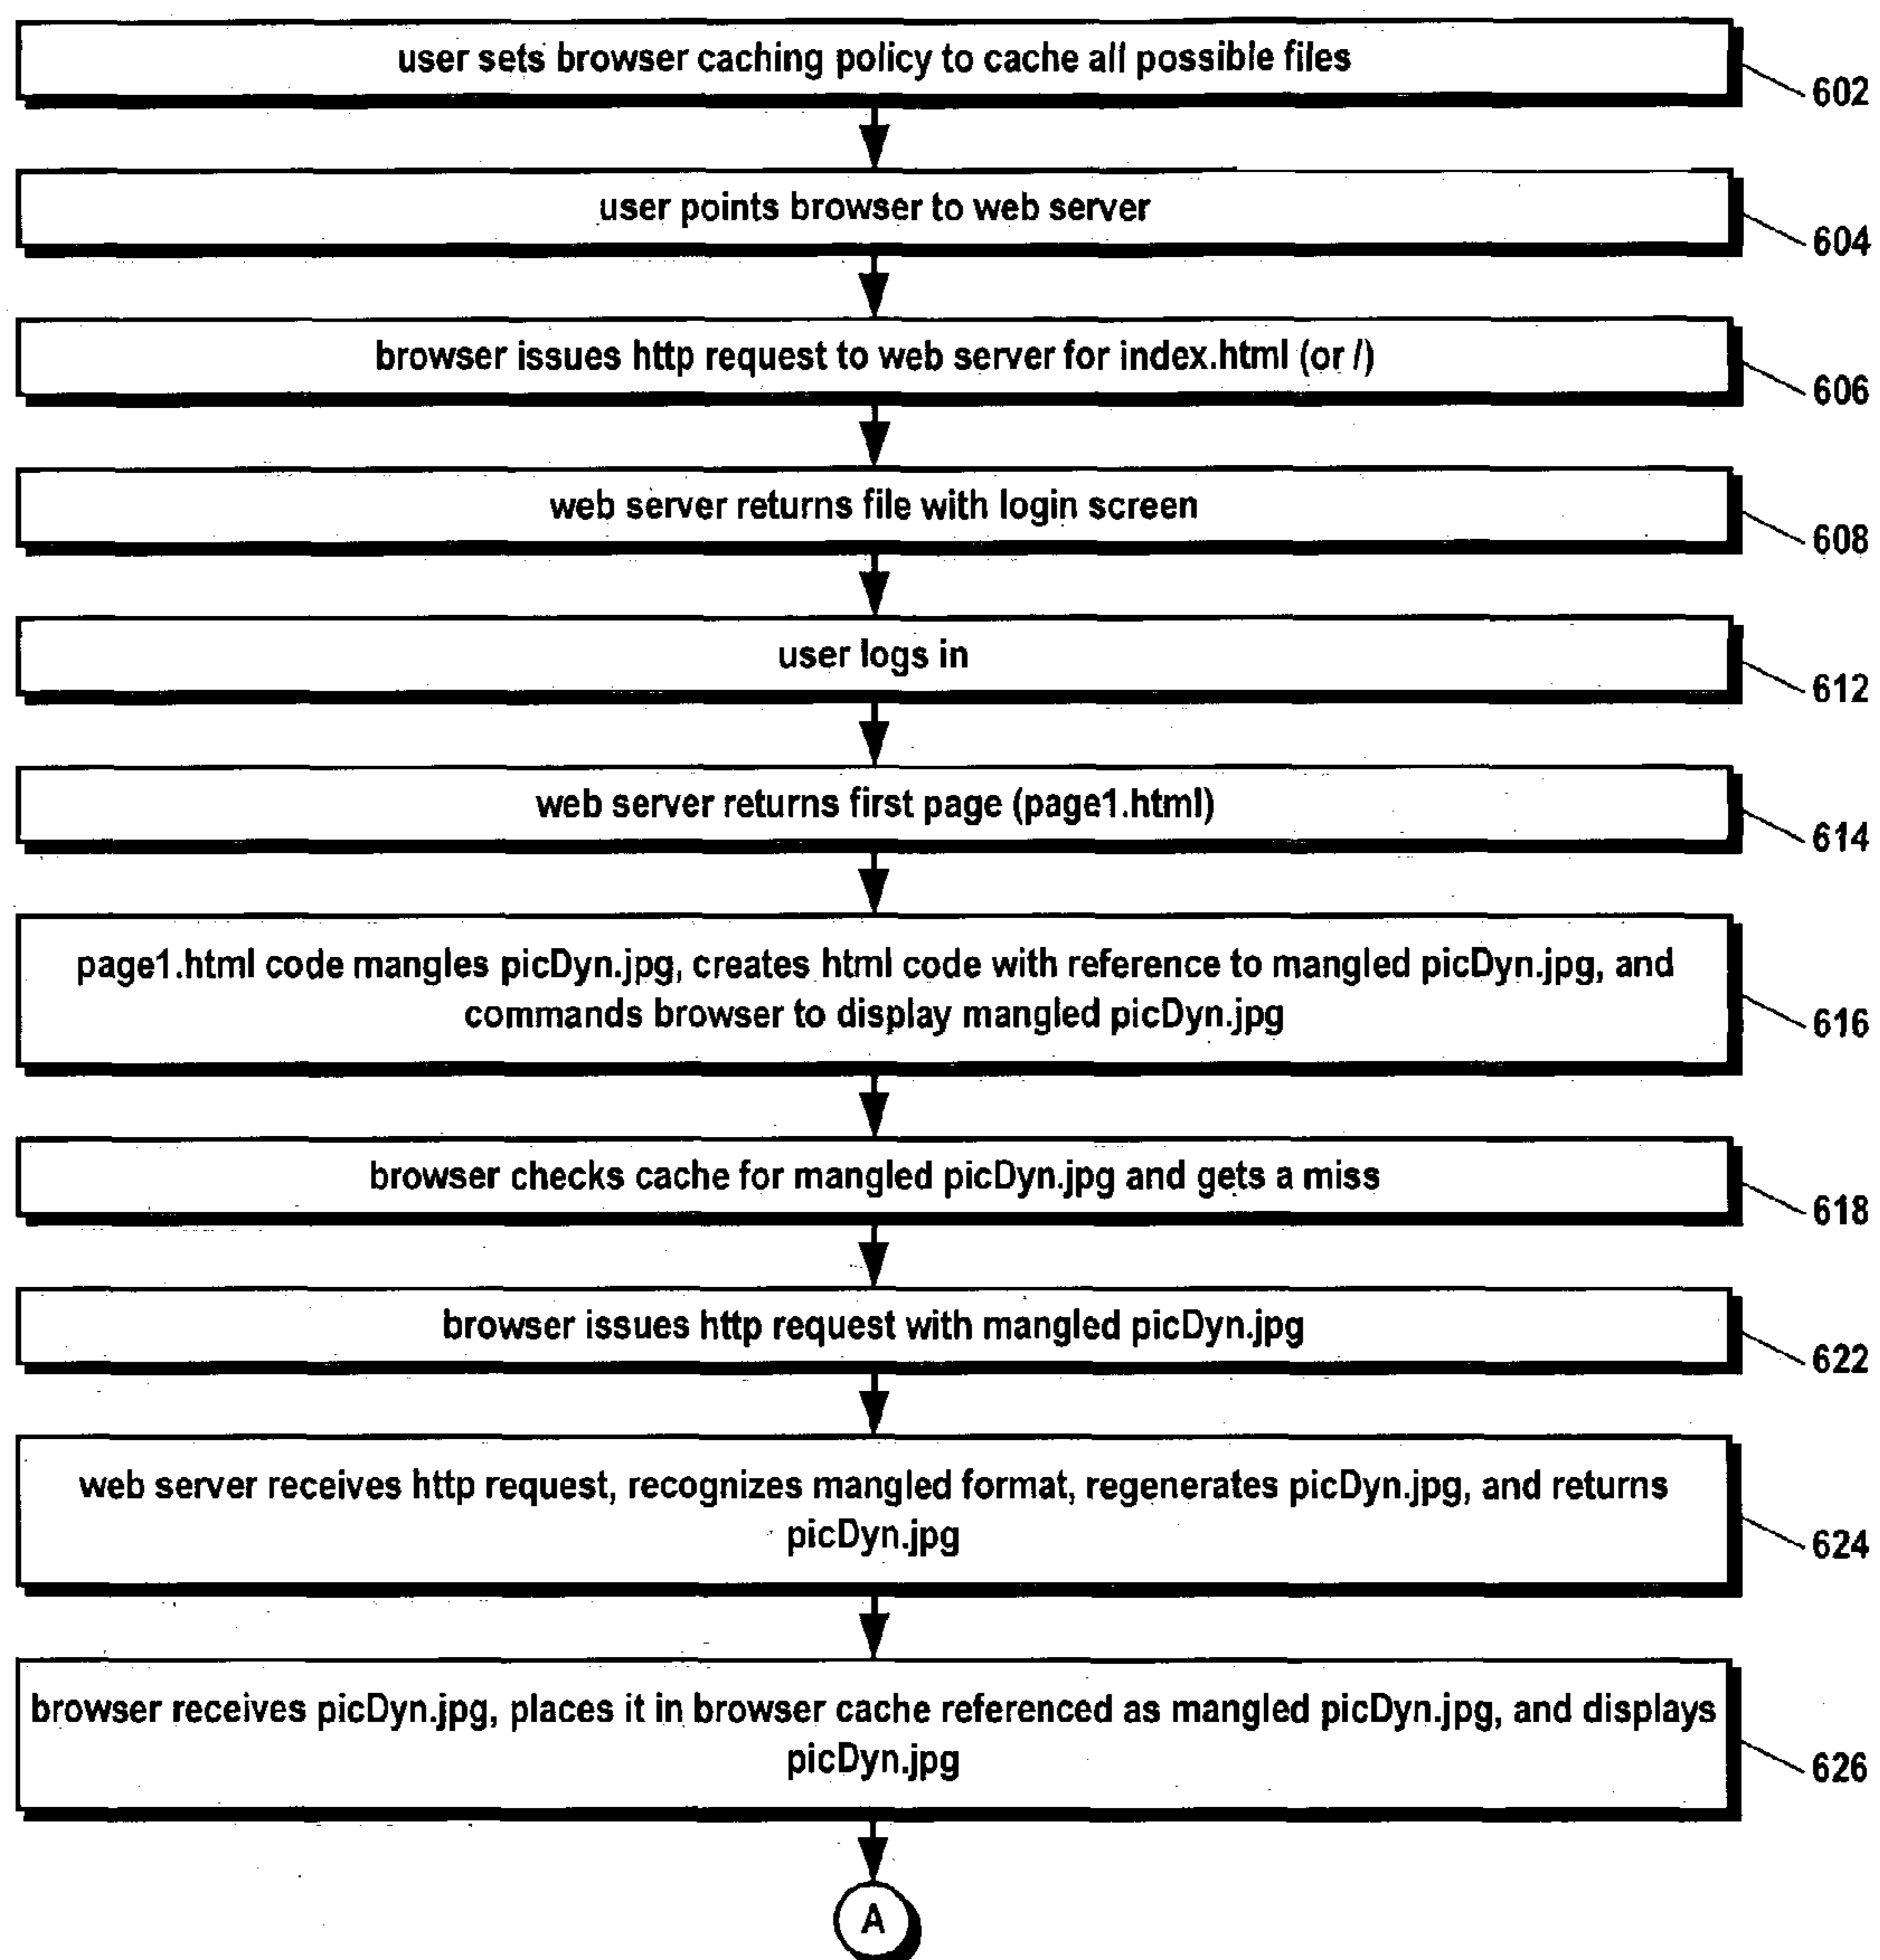 user sets browser caching policy to cache all possible files
602
user points browser to web server
604
browser issues http request to web server for index.html (or /)
606
web server returns file with login screen
608
user logs in
612
web server returns first page (page1.html)
614
page1.html code mangles picDyn.jpg, creates html code with reference to mangled picDyn.jpg, and
commands browser to display mangled picDyn.jpg
616
browser checks cache for mangled picDyn.jpg and gets a miss
618
browser issues http request with mangled picDyn.jpg
622
web server receives http request, recognizes mangled format, regenerates picDyn.jpg, and returns
picDyn.jpg
624
browser receives picDyn.jpg, places it in browser cache referenced as mangled picDyn.jpg, and displays
picDyn.jpg
626
A